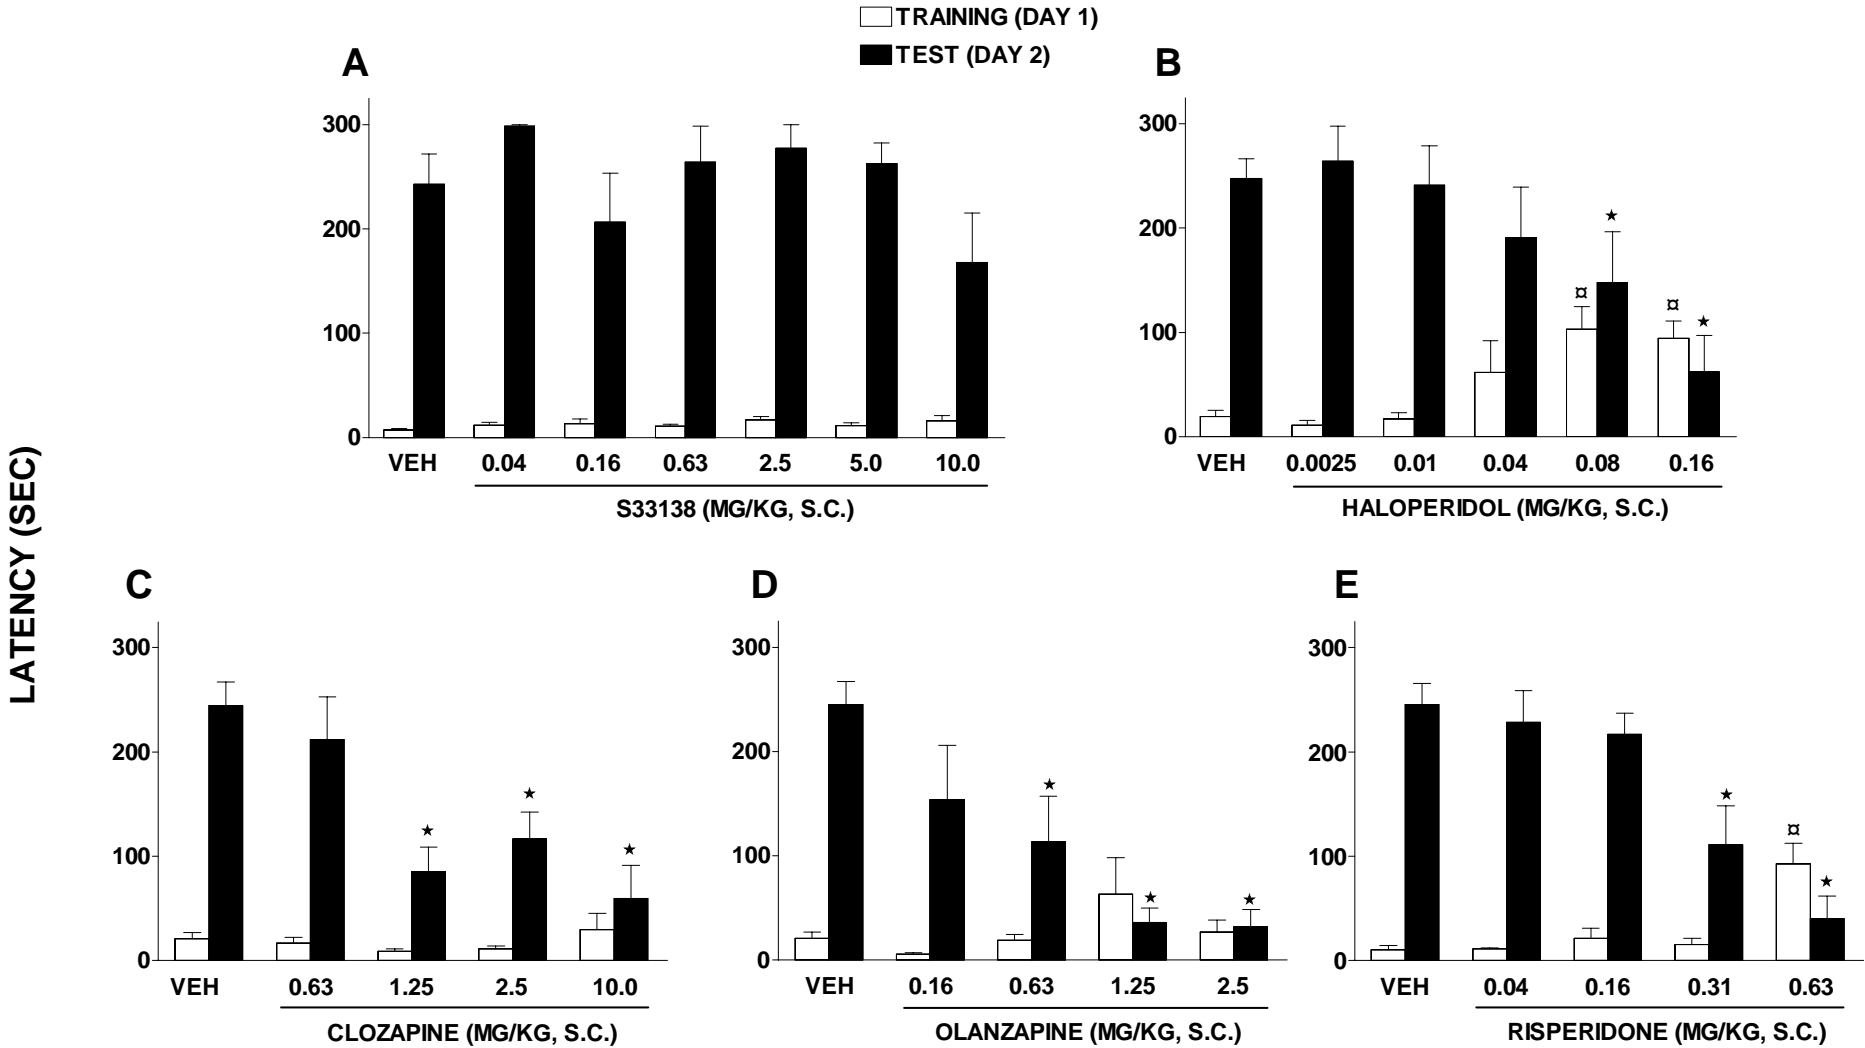 TRAINING (DAY 1)
TEST (DAY 2)
LATENCY (SEC)
A
300
200
100
0
VEH 0.04 0.16 0.63 2.5 5.0 10.0
S33138 (MG/KG, S.C.)
B
300
200
100
0
¤ ★ ¤ ★
VEH 0.0025 0.01 0.04 0.08 0.16
HALOPERIDOL (MG/KG, S.C.)
C
300
200
100
0
★ ★ ★
VEH 0.63 1.25 2.5 10.0
CLOZAPINE (MG/KG, S.C.)
D
300
200
100
0
★ ★ ★
VEH 0.16 0.63 1.25 2.5
OLANZAPINE (MG/KG, S.C.)
E
300
200
100
0
★ ¤ ★
VEH 0.04 0.16 0.31 0.63
RISPERIDONE (MG/KG, S.C.)